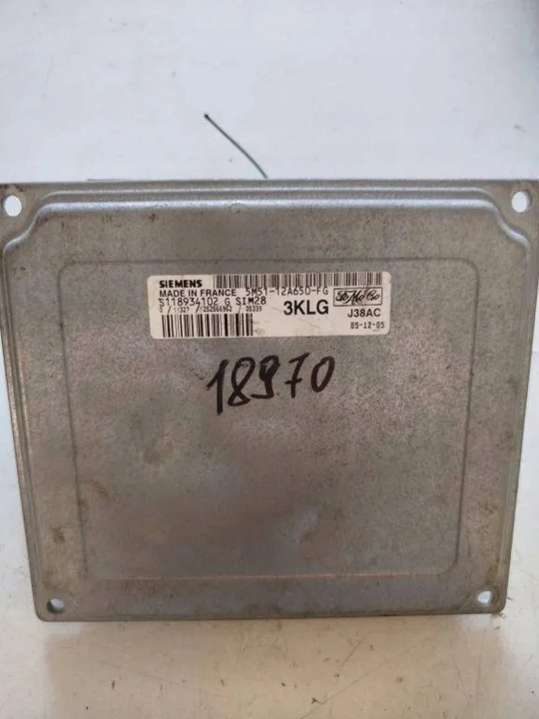 SIEMENS
MADE IN FRANCE 5M51-12A650-FG
S118934102 G SIM28 3KLG J38AC
05-12-05
18970